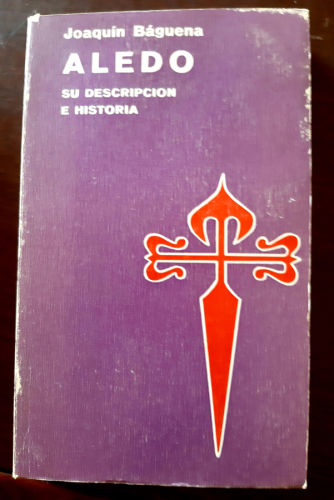 Joaquín Báguena
ALEDO
SU DESCRIPCION
E HISTORIA